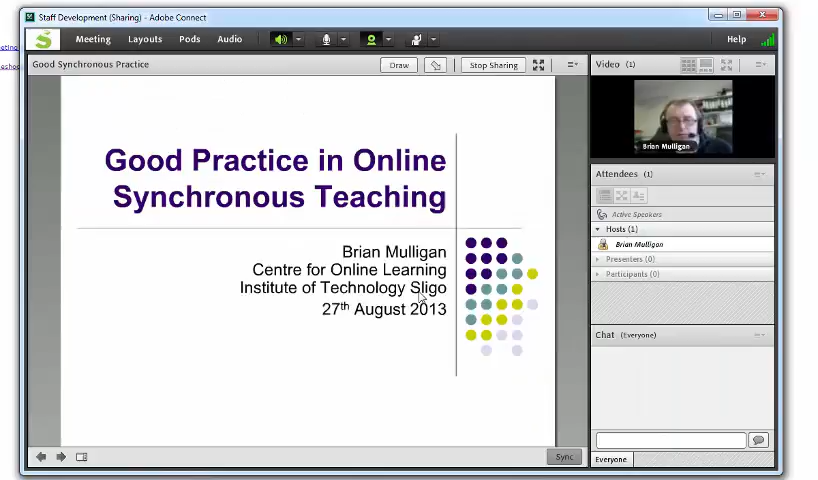 Staff Development (Sharing) - Adobe Connect
Meeting Layouts Pods Audio Help
Good Synchronous Practice
Draw
Stop Sharing
Video (1)
Good Practice in Online
Synchronous Teaching
Brian Mulligan
Centre for Online Learning
Institute of Technology Sligo
27th August 2013
Brian Mulligan
Attendees (1)
Active Speakers
Hosts (1)
Brian Mulligan
Presenters (0)
Participants (0)
Chat (Everyone)
Everyone
Sync